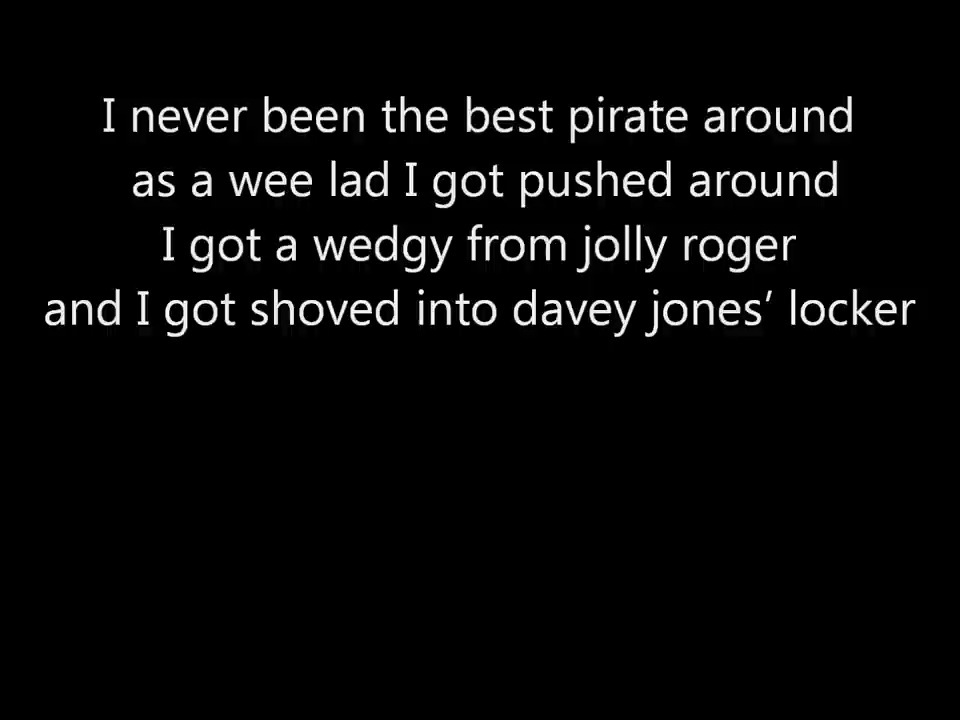 I never been the best pirate around
as a wee lad I got pushed around
I got a wedgy from jolly roger
and I got shoved into davey jones’ locker